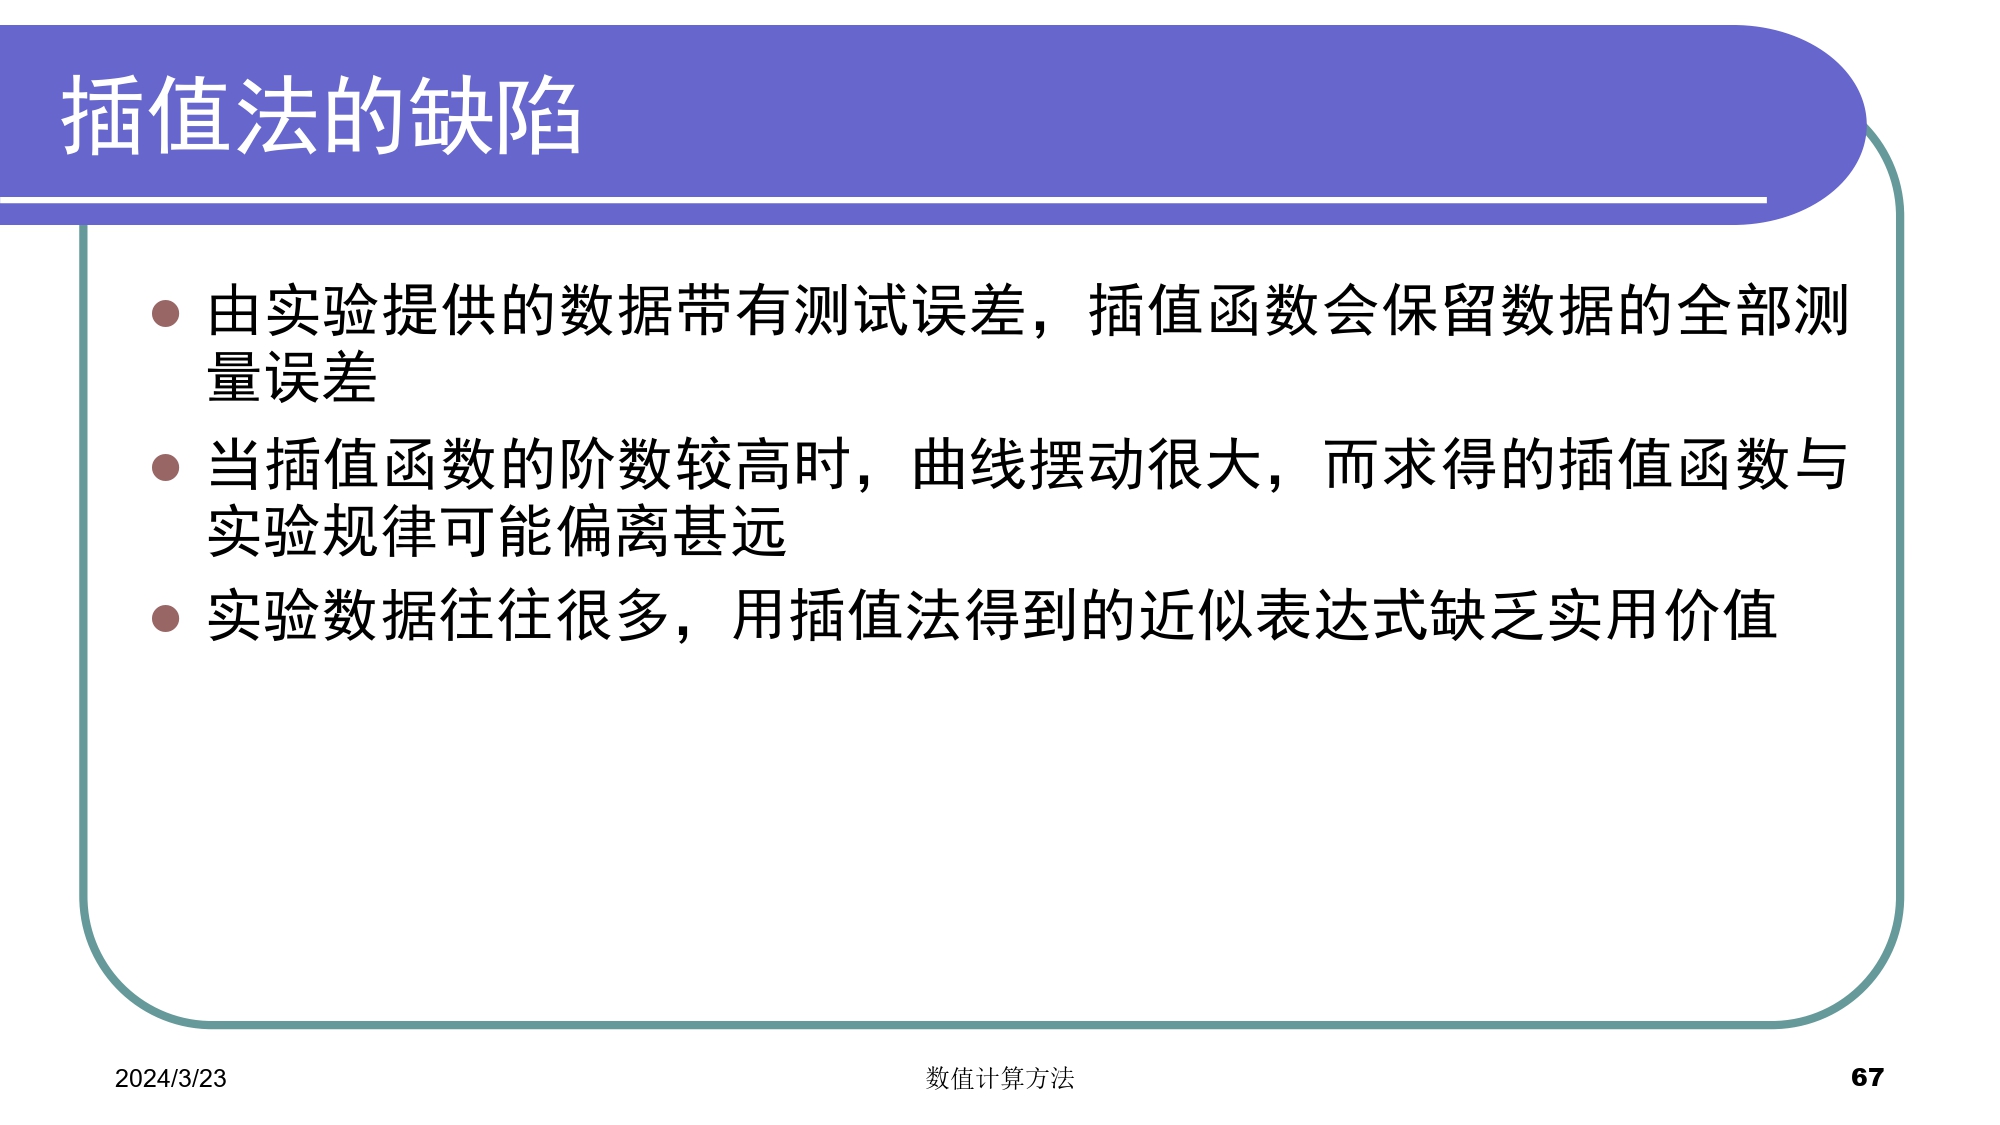 插值法的缺陷
由实验提供的数据带有测试误差，插值函数会保留数据的全部测
量误差
当插值函数的阶数较高时，曲线摆动很大，而求得的插值函数与
实验规律可能偏离甚远
实验数据往往很多，用插值法得到的近似表达式缺乏实用价值
2024/3/23
数值计算方法
67